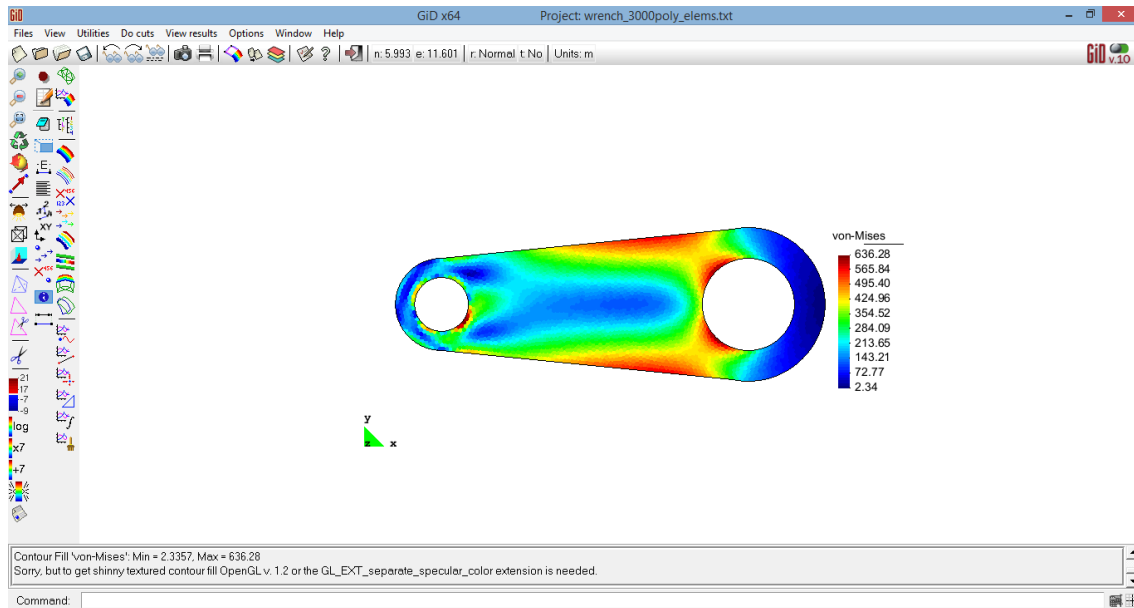 GiD
GiD x64
Project: wrench_3000poly_elems.txt
Files View Utilities Do cuts View results Options Window Help
n: 5.993 e: 11.601 r: Normal t: No Units: m
GiD v.10
E
XY
log
x7
+7
21
17
-7
-9
von-Mises
636.28
565.84
495.40
424.96
354.52
284.09
213.65
143.21
72.77
2.34
y
z x
Contour Fill 'von-Mises': Min = 2.3357, Max = 636.28
Sorry, but to get shinny textured contour fill OpenGL v. 1.2 or the GL_EXT_separate_specular_color extension is needed.
Command: